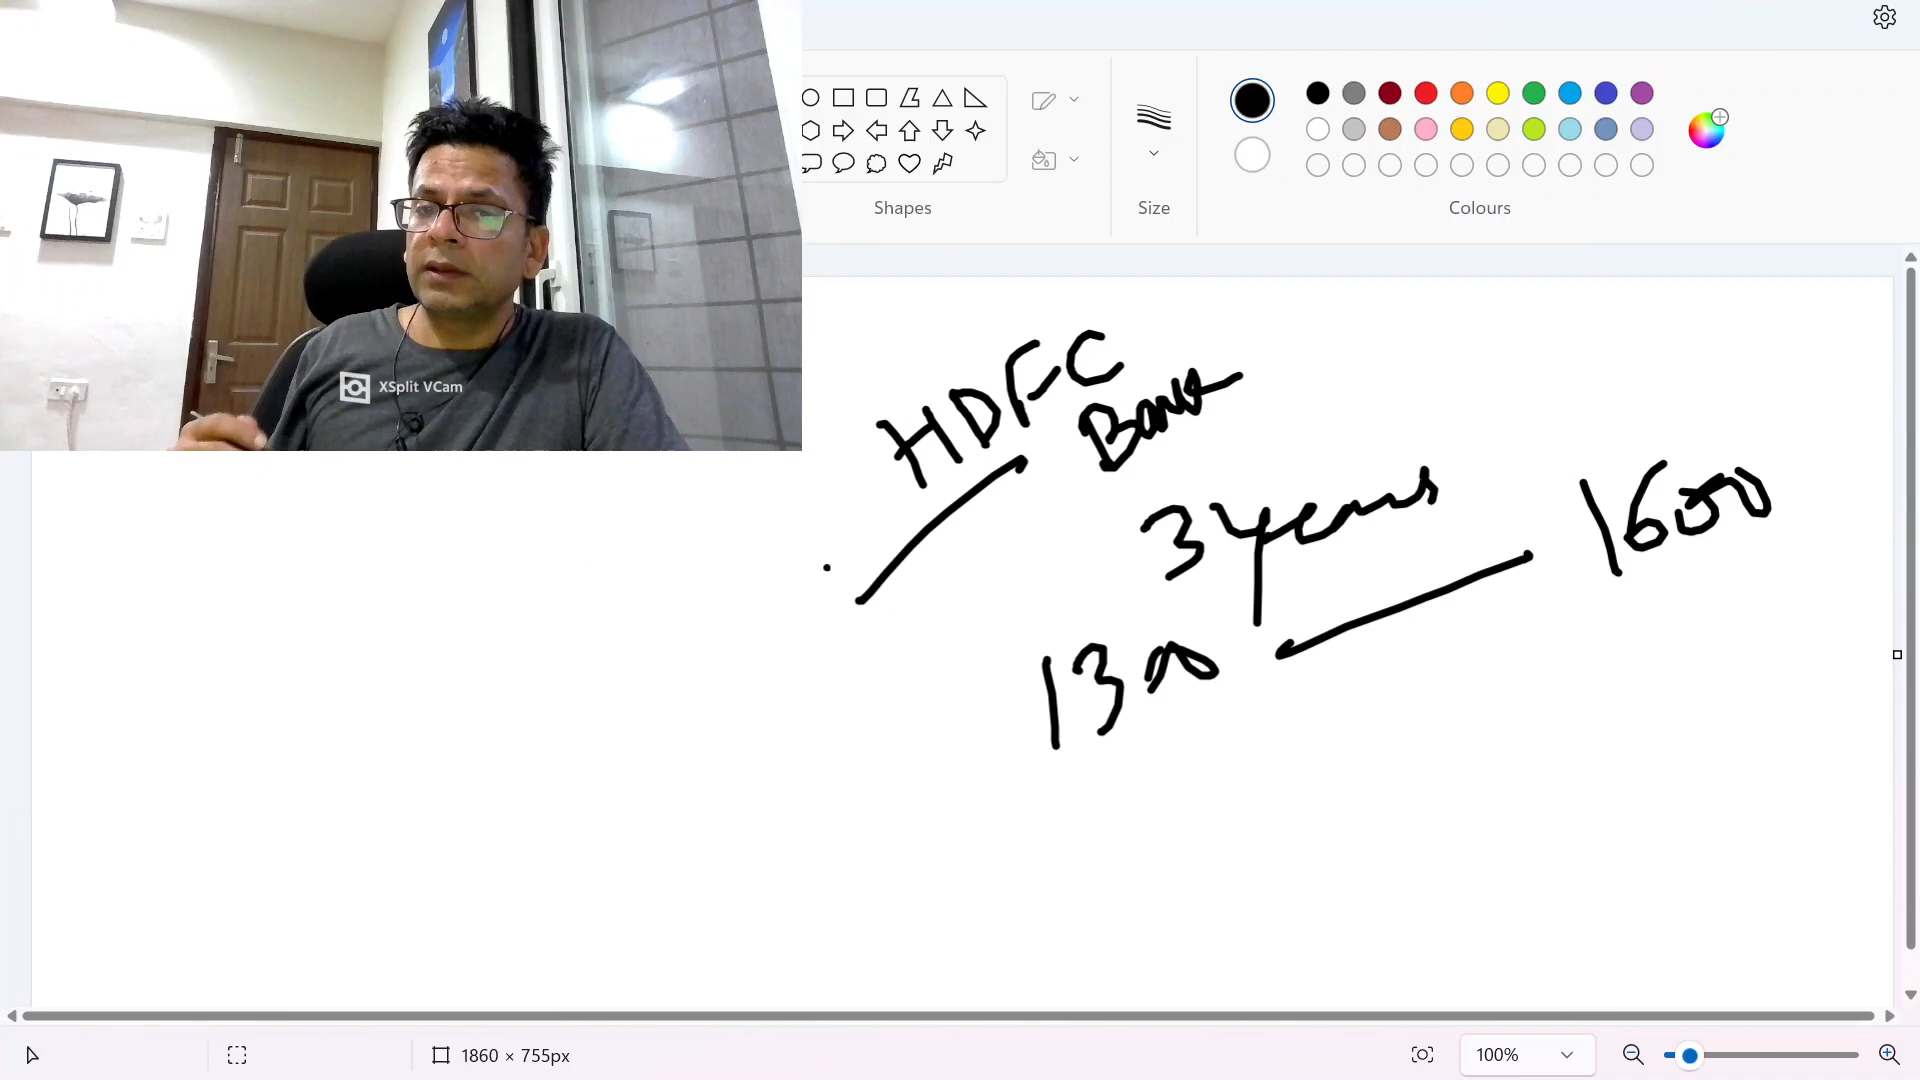 XSplit VCam
Shapes
Size
Colours
HDFC
Bank
3 years
1600
1300
1860 × 755px
100%